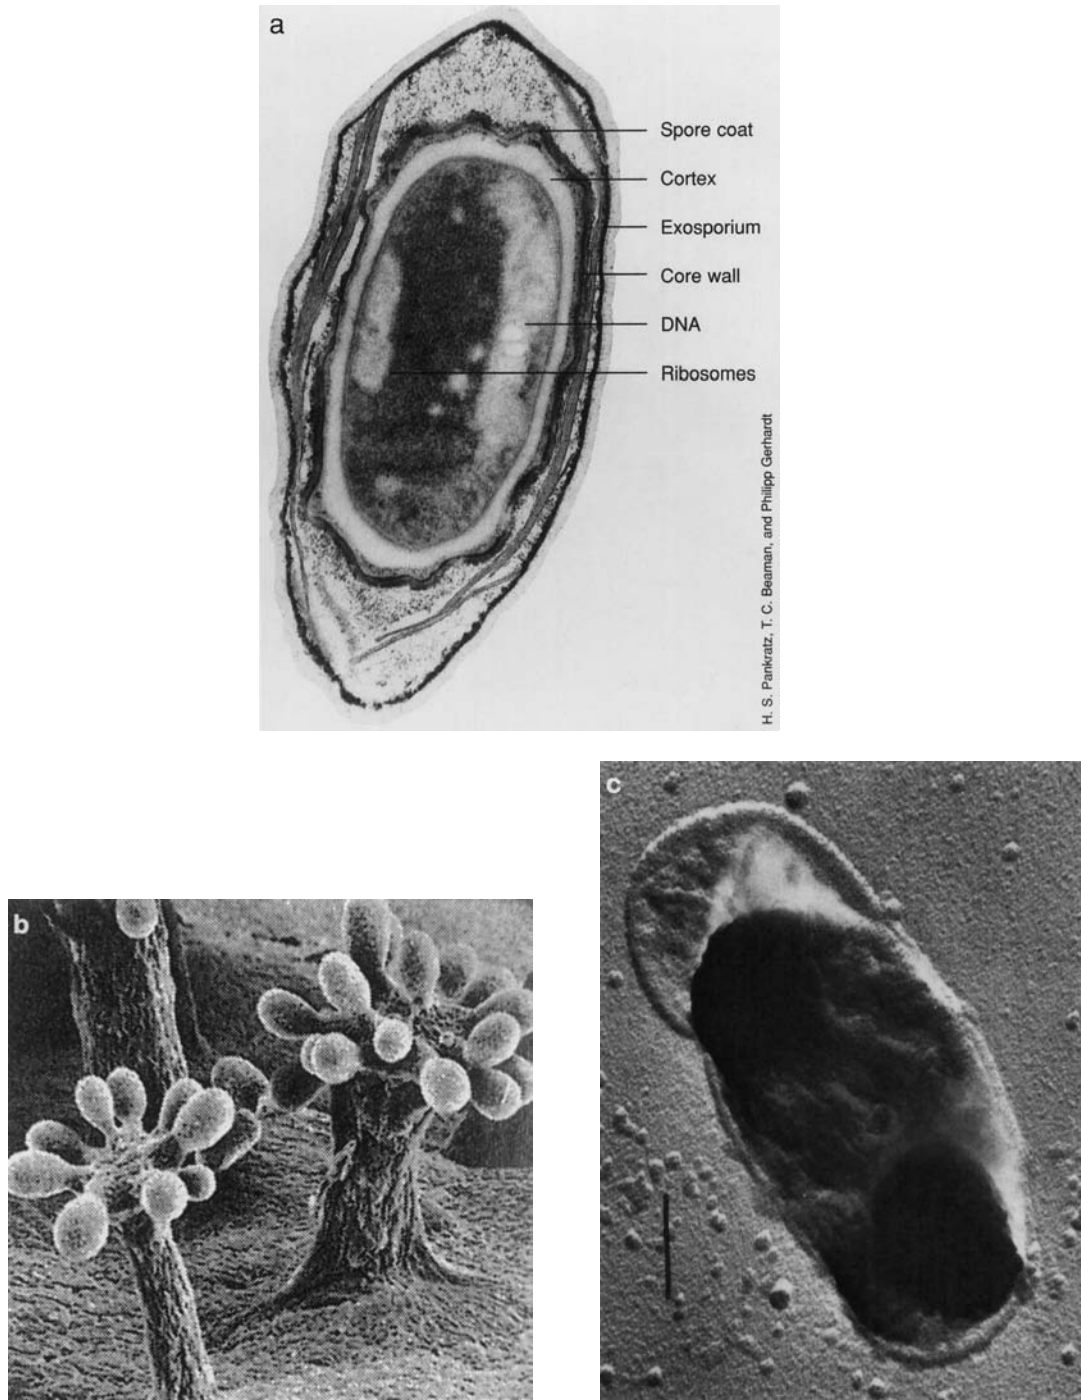 a
Spore coat
Cortex
Exosporium
Core wall
DNA
Ribosomes
H. S. Pankratz, T. C. Beaman, and Philipp Gerhardt
b
c